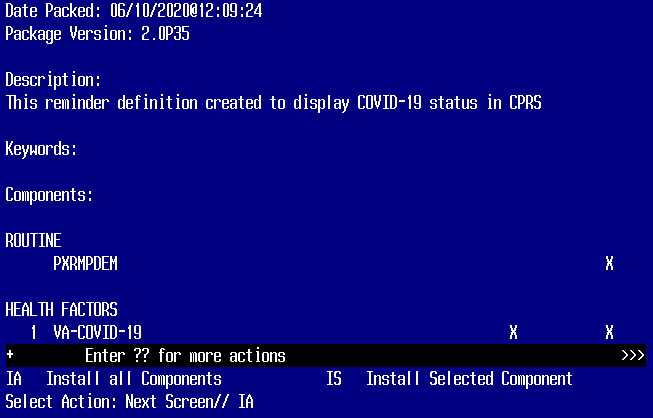 Date Packed: 06/10/2020@12:09:24
Package Version: 2.0P35
Description:
This reminder definition created to display COVID-19 status in CPRS
Keywords:
Components:
ROUTINE
PXRMPDEM X
HEALTH FACTORS
1 VA-COVID-19 X X
+ Enter ?? for more actions >>>
IA Install all Components IS Install Selected Component
Select Action: Next Screen// IA